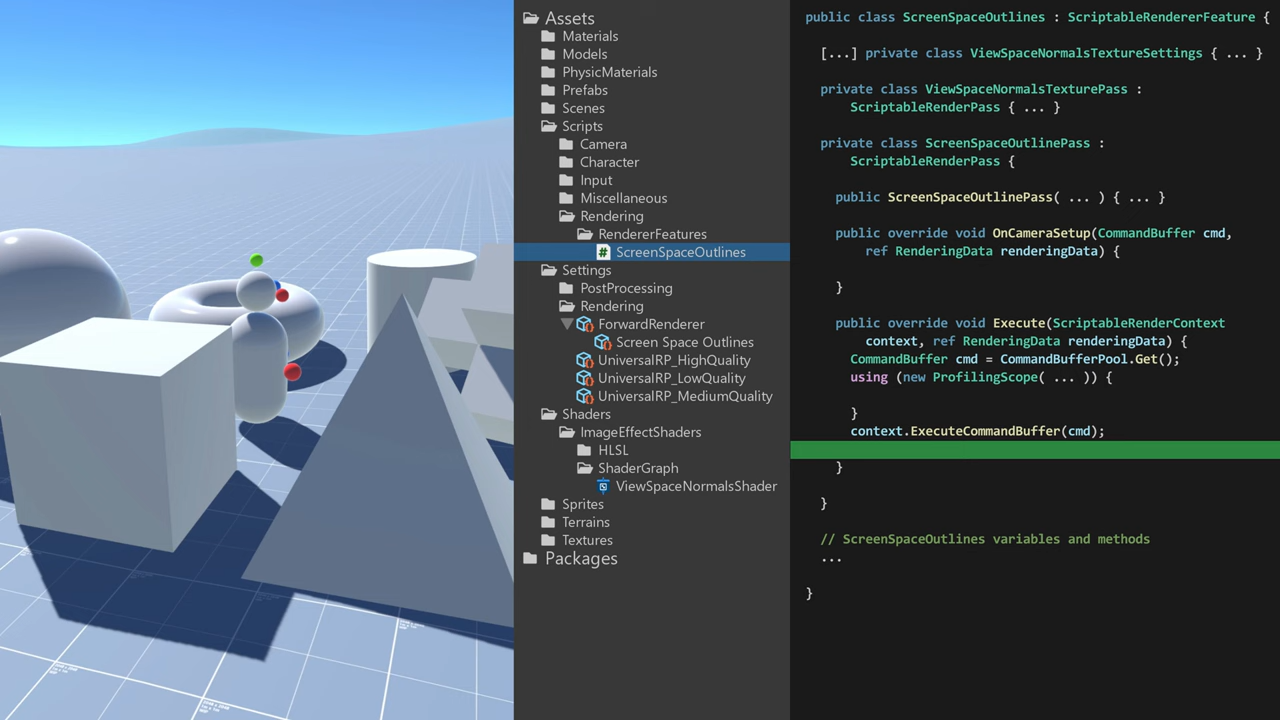 Assets
Materials
Models
PhysicMaterials
Prefabs
Scenes
Scripts
Camera
Character
Input
Miscellaneous
Rendering
RendererFeatures
ScreenSpaceOutlines
Settings
PostProcessing
Rendering
ForwardRenderer
Screen Space Outlines
UniversalRP_HighQuality
UniversalRP_LowQuality
UniversalRP_MediumQuality
Shaders
ImageEffectShaders
HLSL
ShaderGraph
ViewSpaceNormalsShader
Sprites
Terrains
Textures
Packages
public class ScreenSpaceOutlines : ScriptableRendererFeature {
[...] private class ViewSpaceNormalsTextureSettings { ... }
private class ViewSpaceNormalsTexturePass :
ScriptableRenderPass { ... }
private class ScreenSpaceOutlinePass :
ScriptableRenderPass {
public ScreenSpaceOutlinePass( ... ) { ... }
public override void OnCameraSetup(CommandBuffer cmd,
ref RenderingData renderingData) {
}
public override void Execute(ScriptableRenderContext
context, ref RenderingData renderingData) {
CommandBuffer cmd = CommandBufferPool.Get();
using (new ProfilingScope( ... )) {
}
context.ExecuteCommandBuffer(cmd);
}
}
// ScreenSpaceOutlines variables and methods
...
}